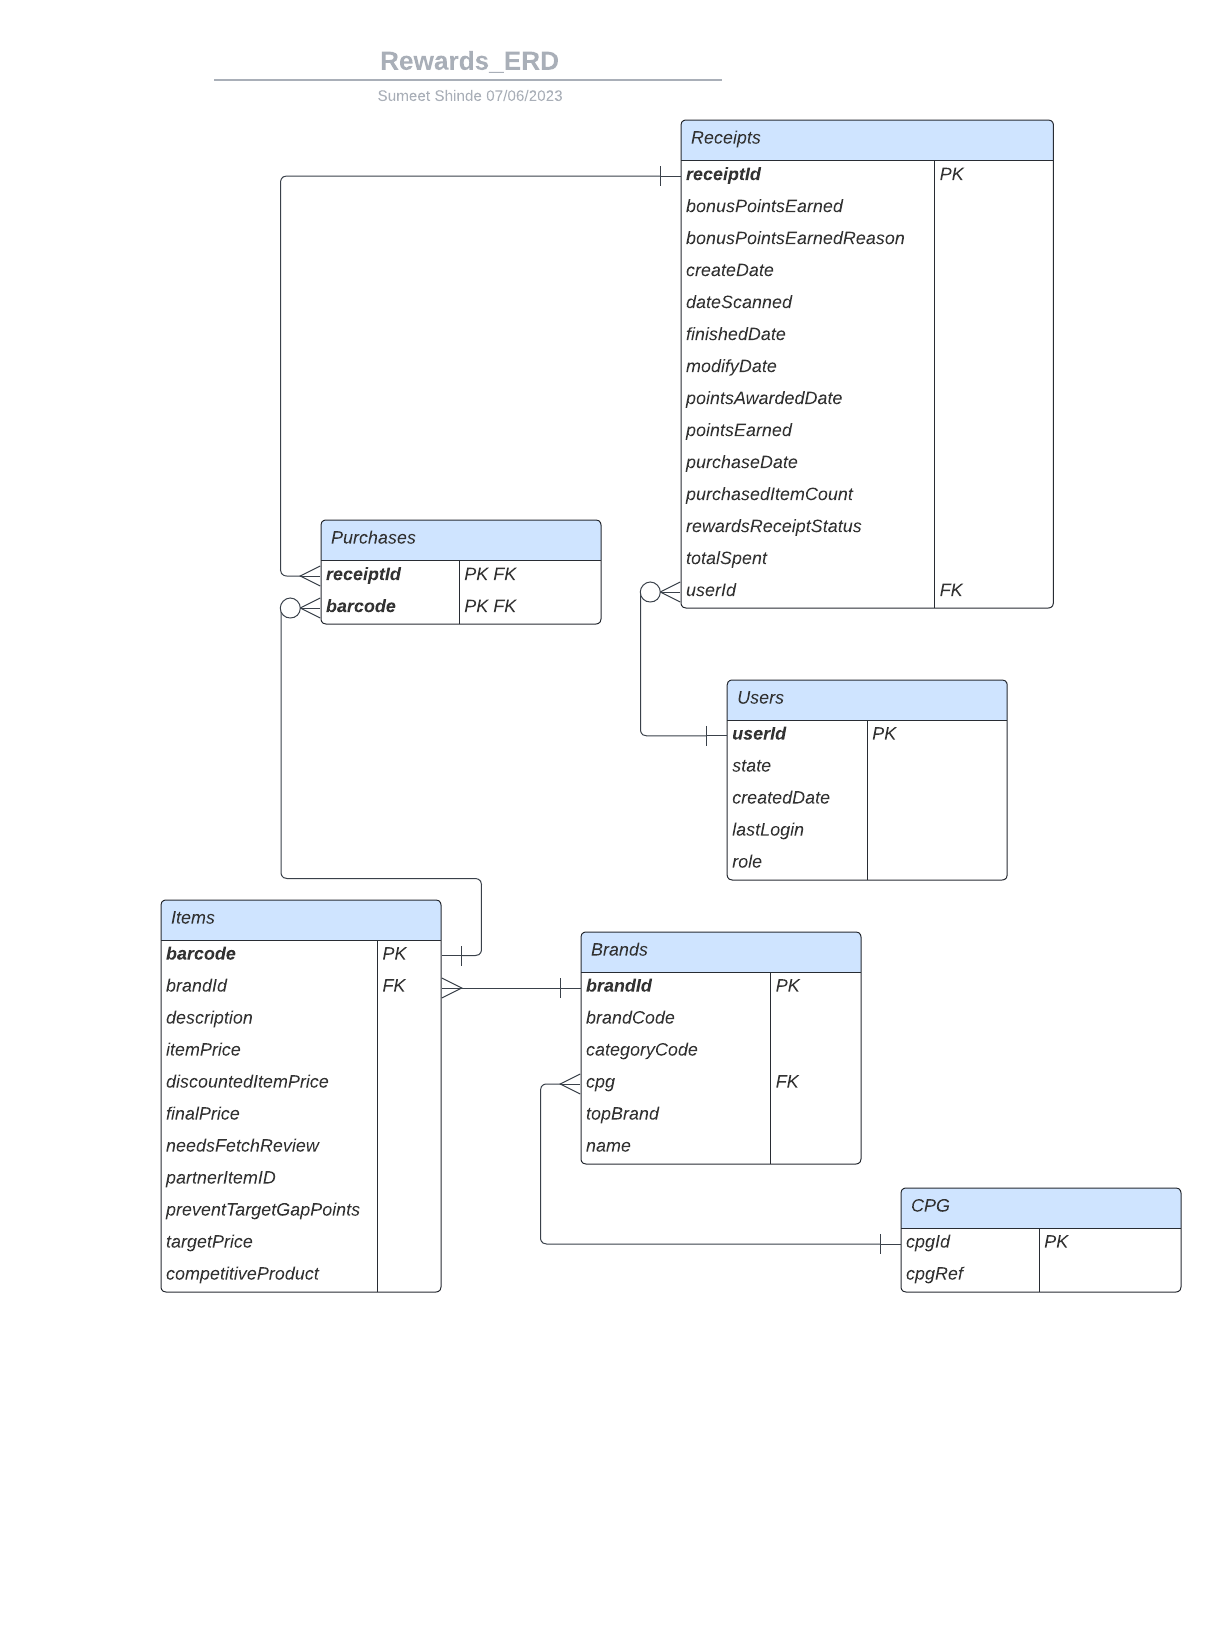 Rewards_ERD
Sumeet Shinde 07/06/2023
Receipts
receiptId PK
bonusPointsEarned
bonusPointsEarnedReason
createDate
dateScanned
finishedDate
modifyDate
pointsAwardedDate
pointsEarned
purchaseDate
purchasedItemCount
rewardsReceiptStatus
totalSpent
userId FK
Purchases
receiptId PK FK
barcode PK FK
Users
userId PK
state
createdDate
lastLogin
role
Items
barcode PK
brandId FK
description
itemPrice
discountedItemPrice
finalPrice
needsFetchReview
partnerItemID
preventTargetGapPoints
targetPrice
competitiveProduct
Brands
brandId PK
brandCode
categoryCode
cpg FK
topBrand
name
CPG
cpgId PK
cpgRef